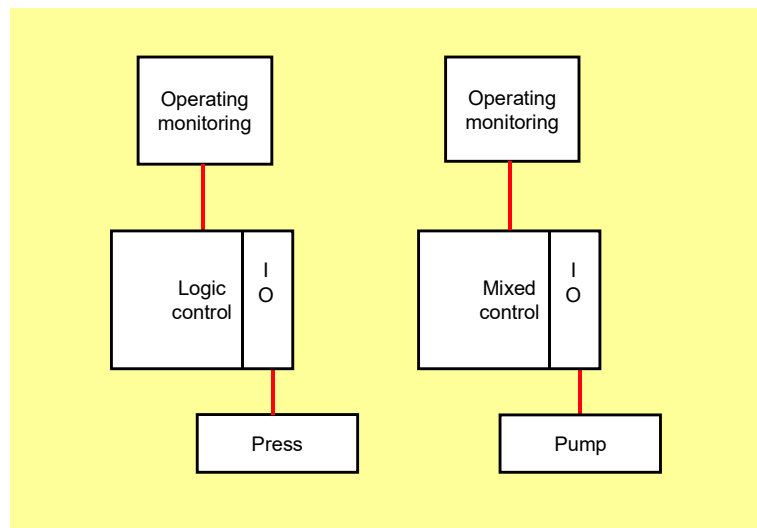 Operating
monitoring
Operating
monitoring
Logic
control
I
O
Mixed
control
I
O
Press
Pump